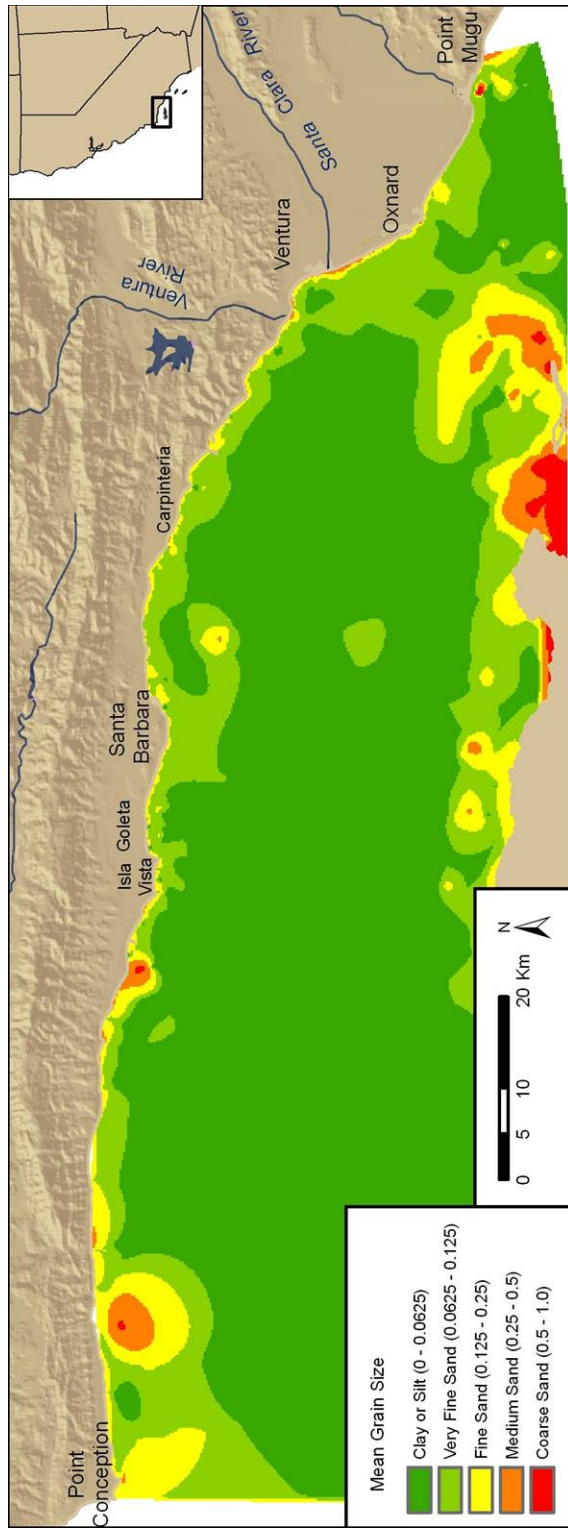 Point
Conception
Isla
Vista
Goleta
Santa
Barbara
Carpinteria
Ventura
River
Ventura
Santa Clara River
Oxnard
Point
Mugu
Mean Grain Size
Clay or Silt (0 - 0.0625)
Very Fine Sand (0.0625 - 0.125)
Fine Sand (0.125 - 0.25)
Medium Sand (0.25 - 0.5)
Coarse Sand (0.5 - 1.0)
0 5 10 20 Km
N